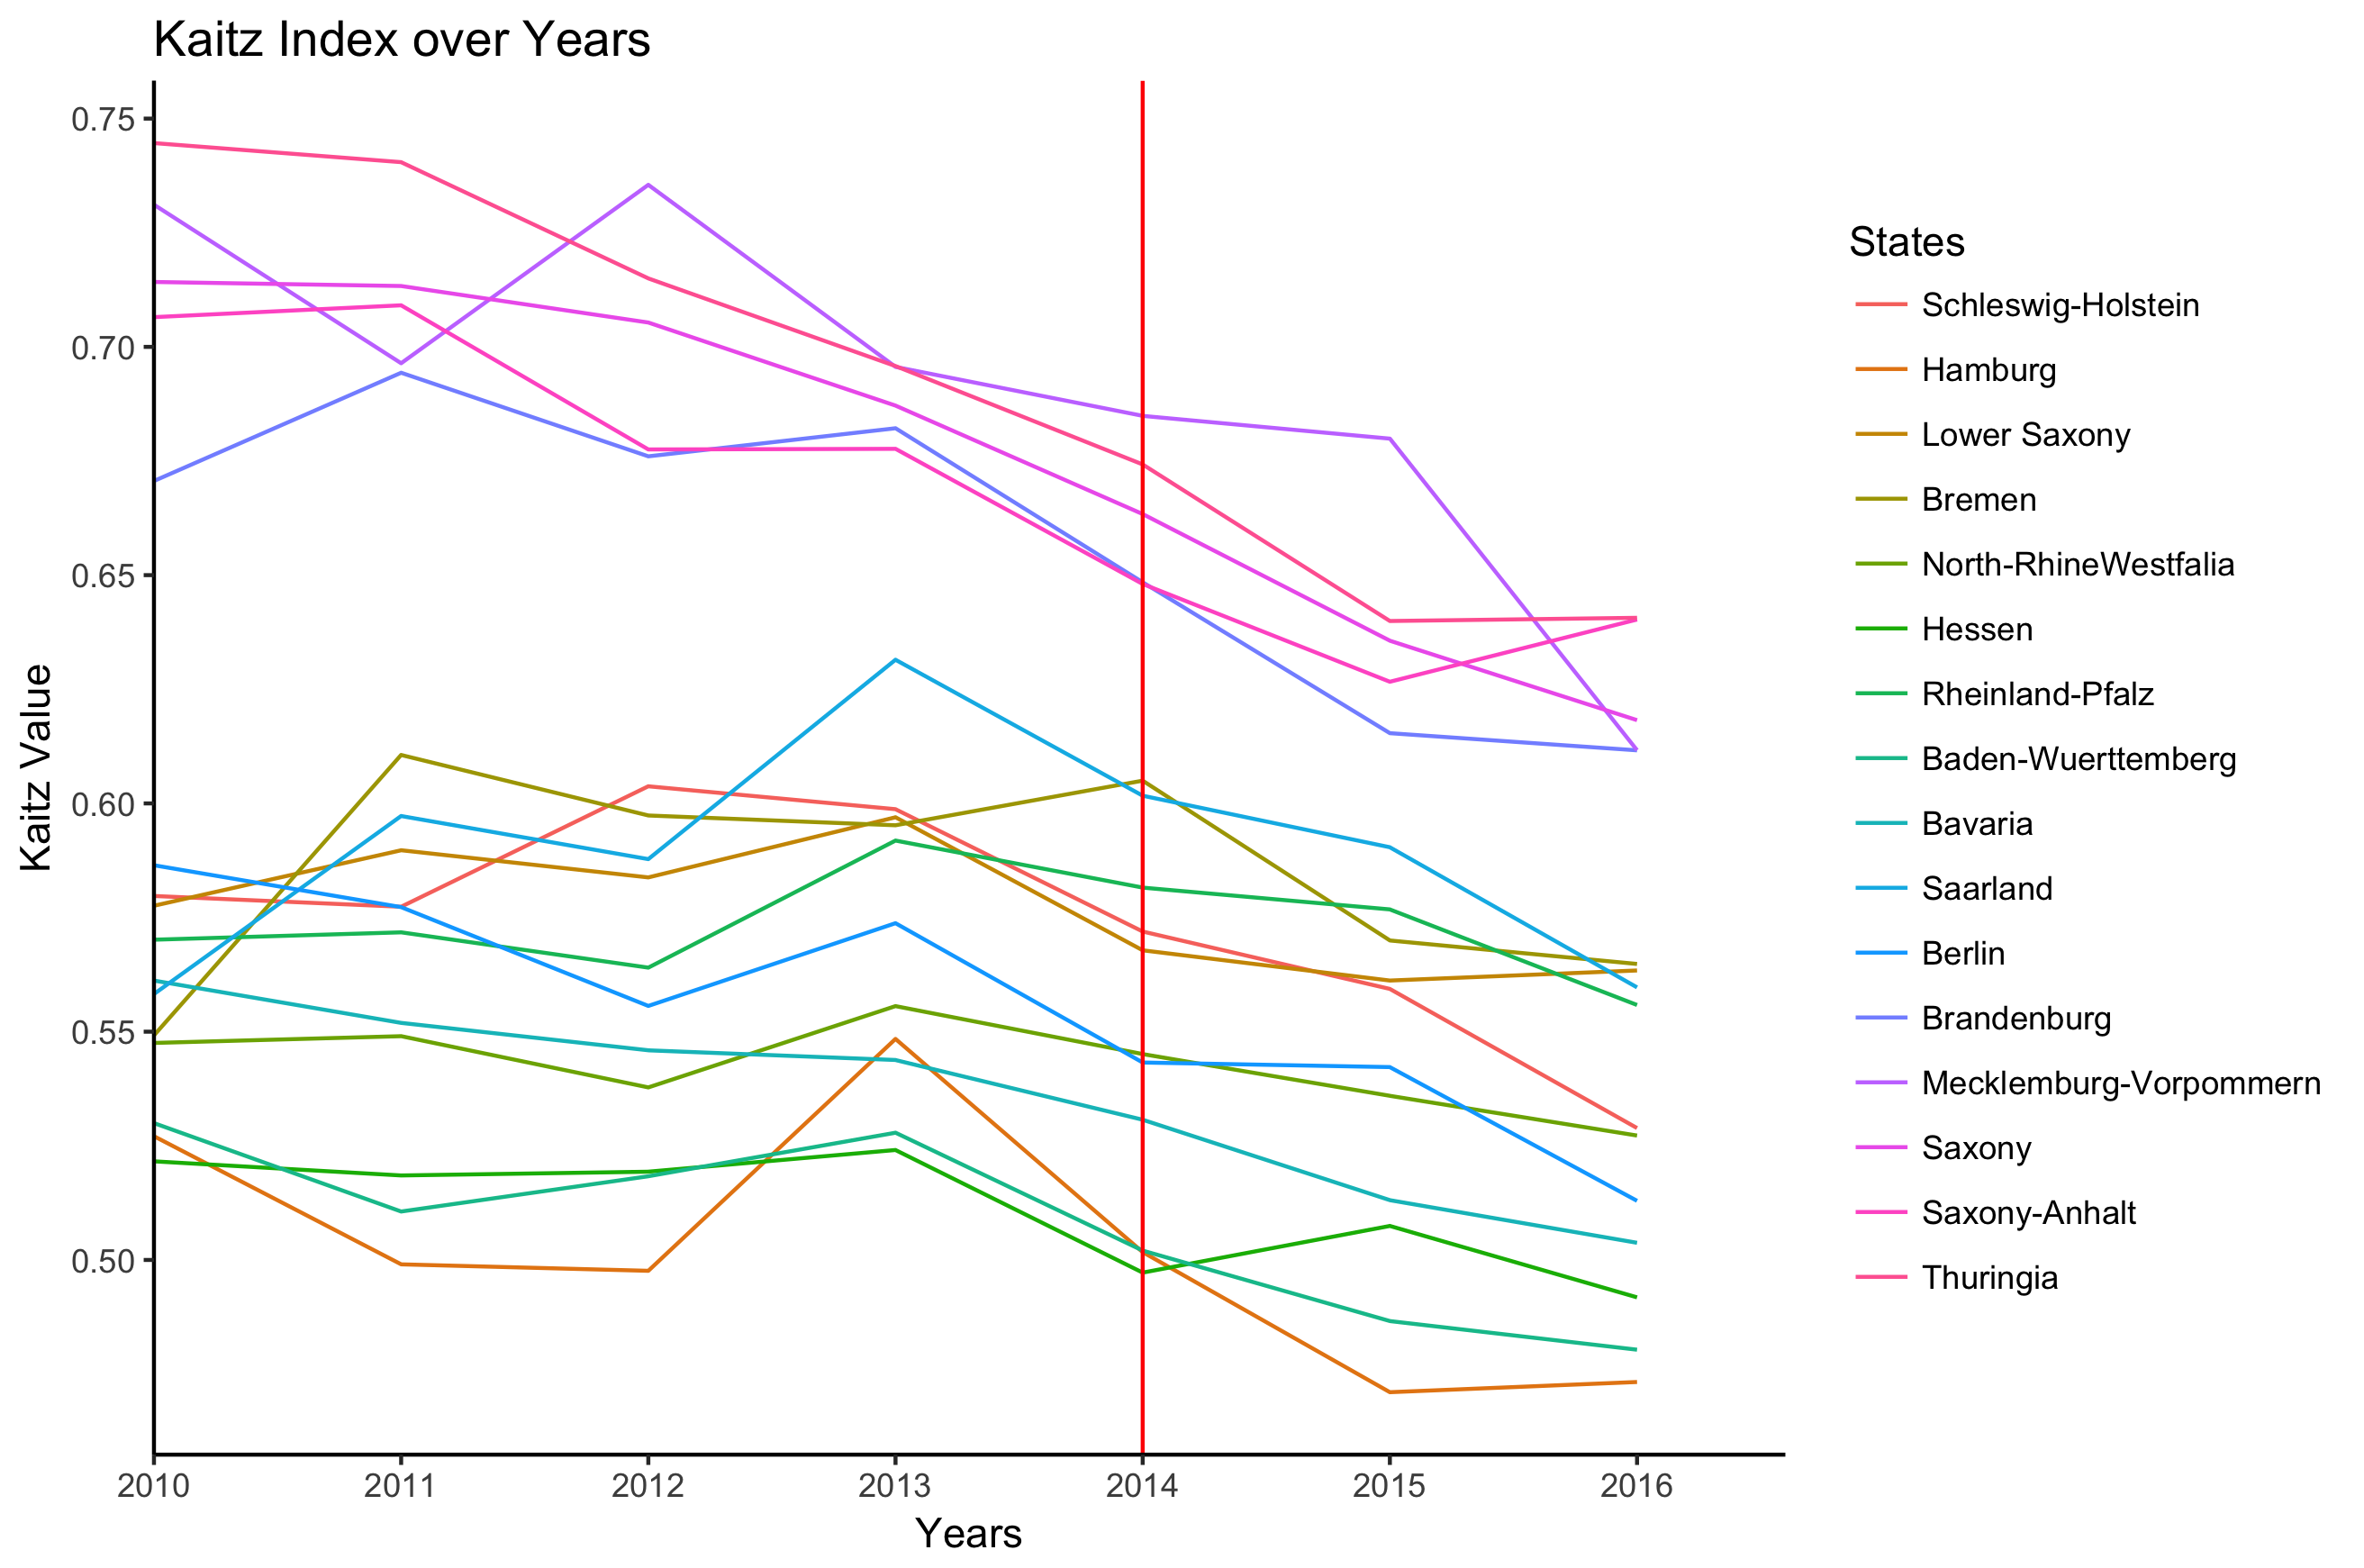 Kaitz Index over Years
0.75
0.70
0.65
0.60
0.55
0.50
Kaitz Value
2010 2011 2012 2013 2014 2015 2016
Years
States
Schleswig-Holstein
Hamburg
Lower Saxony
Bremen
North-RhineWestfalia
Hessen
Rheinland-Pfalz
Baden-Wuerttemberg
Bavaria
Saarland
Berlin
Brandenburg
Mecklemburg-Vorpommern
Saxony
Saxony-Anhalt
Thuringia